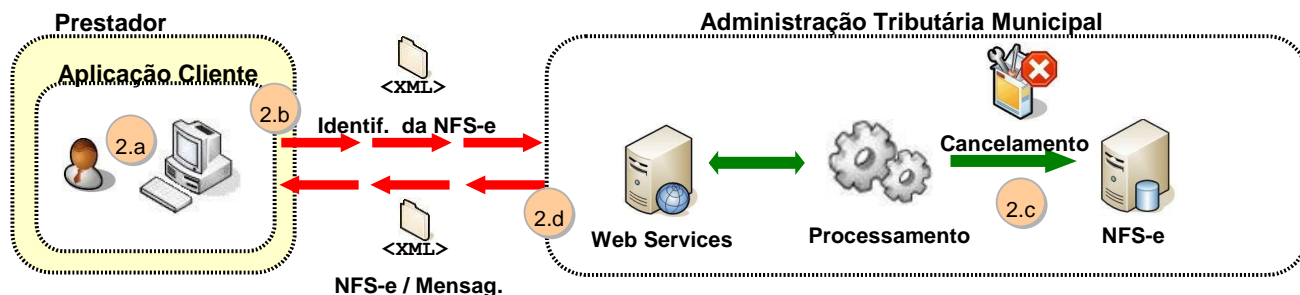 Prestador
Administração Tributária Municipal
Aplicação Cliente
<XML>
2.a
2.b
Identif. da NFS-e
Cancelamento
2.c
2.d
<XML>
Web Services
Processamento
NFS-e
NFS-e / Mensag.